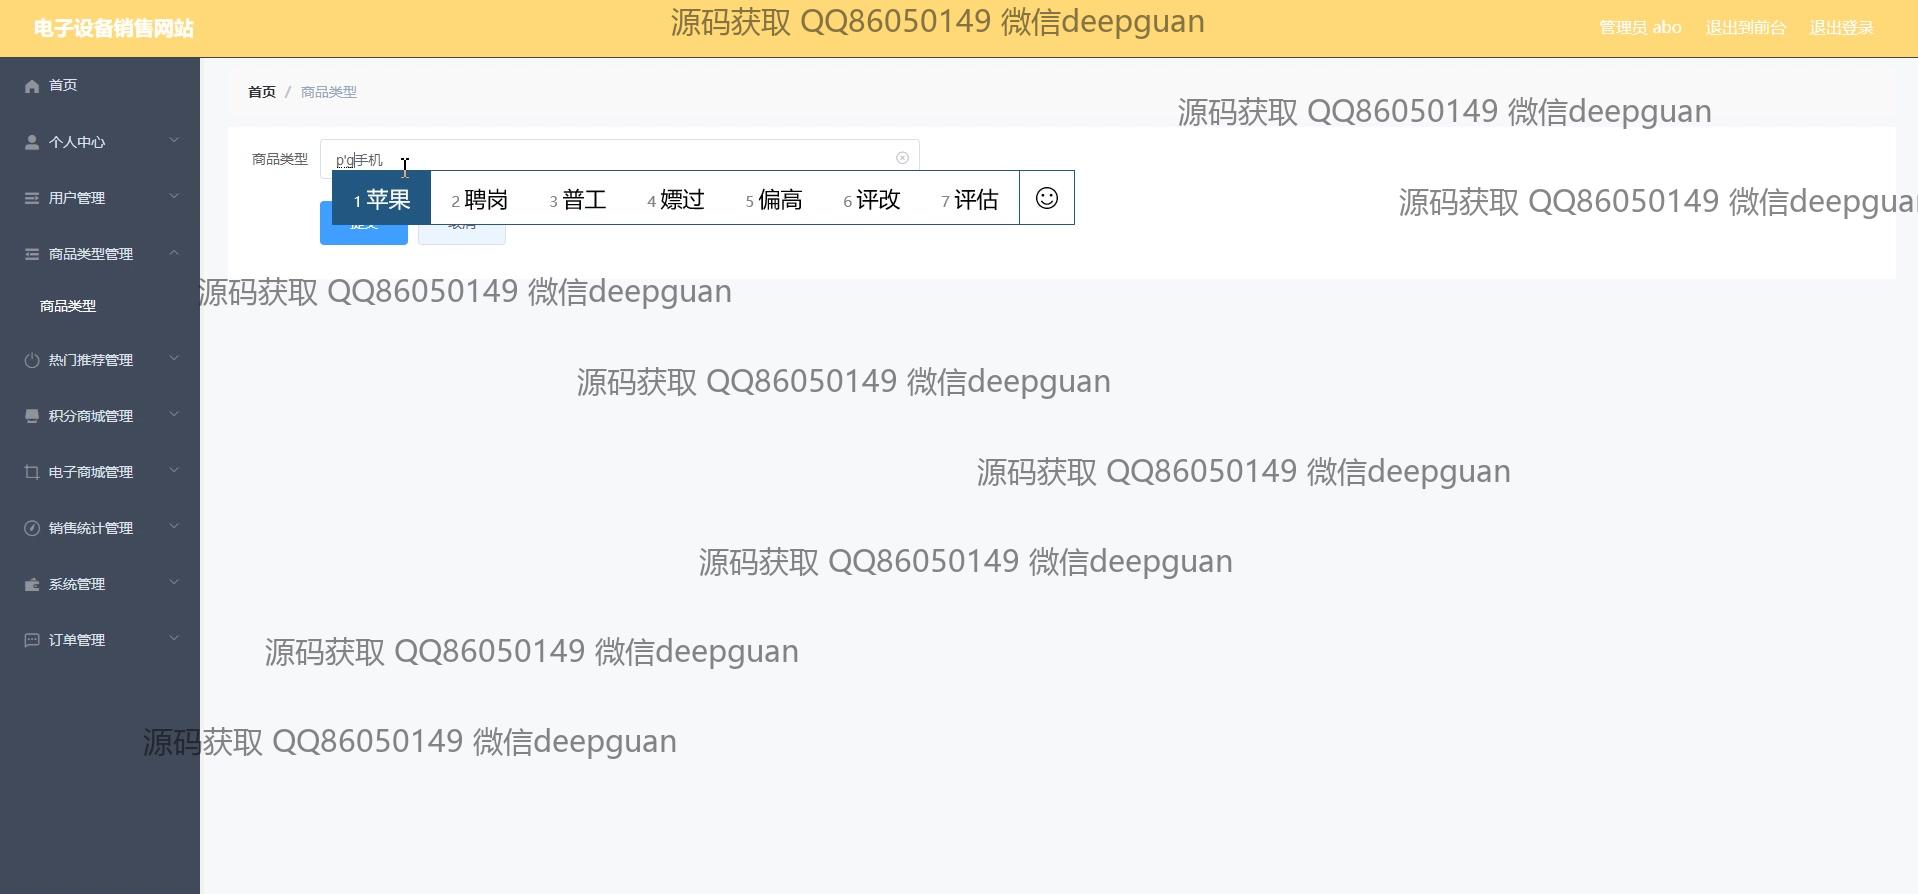 电子设备销售网站
源码获取 QQ86050149 微信deepguan
管理员 abo 退出到前台 退出登录
首页
个人中心
用户管理
商品类型管理
商品类型
热门推荐管理
积分商城管理
电子商城管理
销售统计管理
系统管理
订单管理
首页 / 商品类型
源码获取 QQ86050149 微信deepguan
商品类型 p'g手机
1 苹果 2 聘岗 3 普工 4 嫖过 5 偏高 6 评改 7 评估
源码获取 QQ86050149 微信deepguan
提交 取消
源码获取 QQ86050149 微信deepguan
源码获取 QQ86050149 微信deepguan
源码获取 QQ86050149 微信deepguan
源码获取 QQ86050149 微信deepguan
源码获取 QQ86050149 微信deepguan
源码获取 QQ86050149 微信deepguan